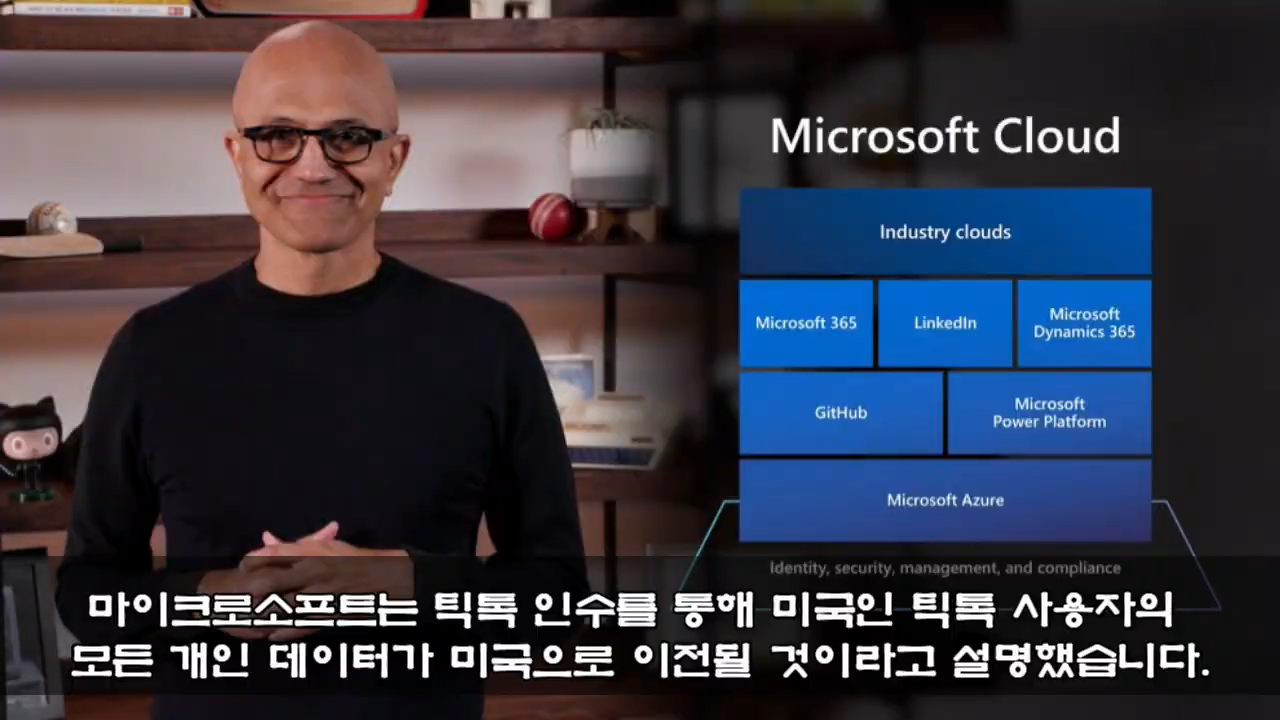 Microsoft Cloud
Industry clouds
Microsoft 365
LinkedIn
Microsoft
Dynamics 365
GitHub
Microsoft
Power Platform
Microsoft Azure
Identity, security, management, and compliance
마이크로소프트는 틱톡 인수를 통해 미국인 틱톡 사용자의
모든 개인 데이터가 미국으로 이전될 것이라고 설명했습니다.